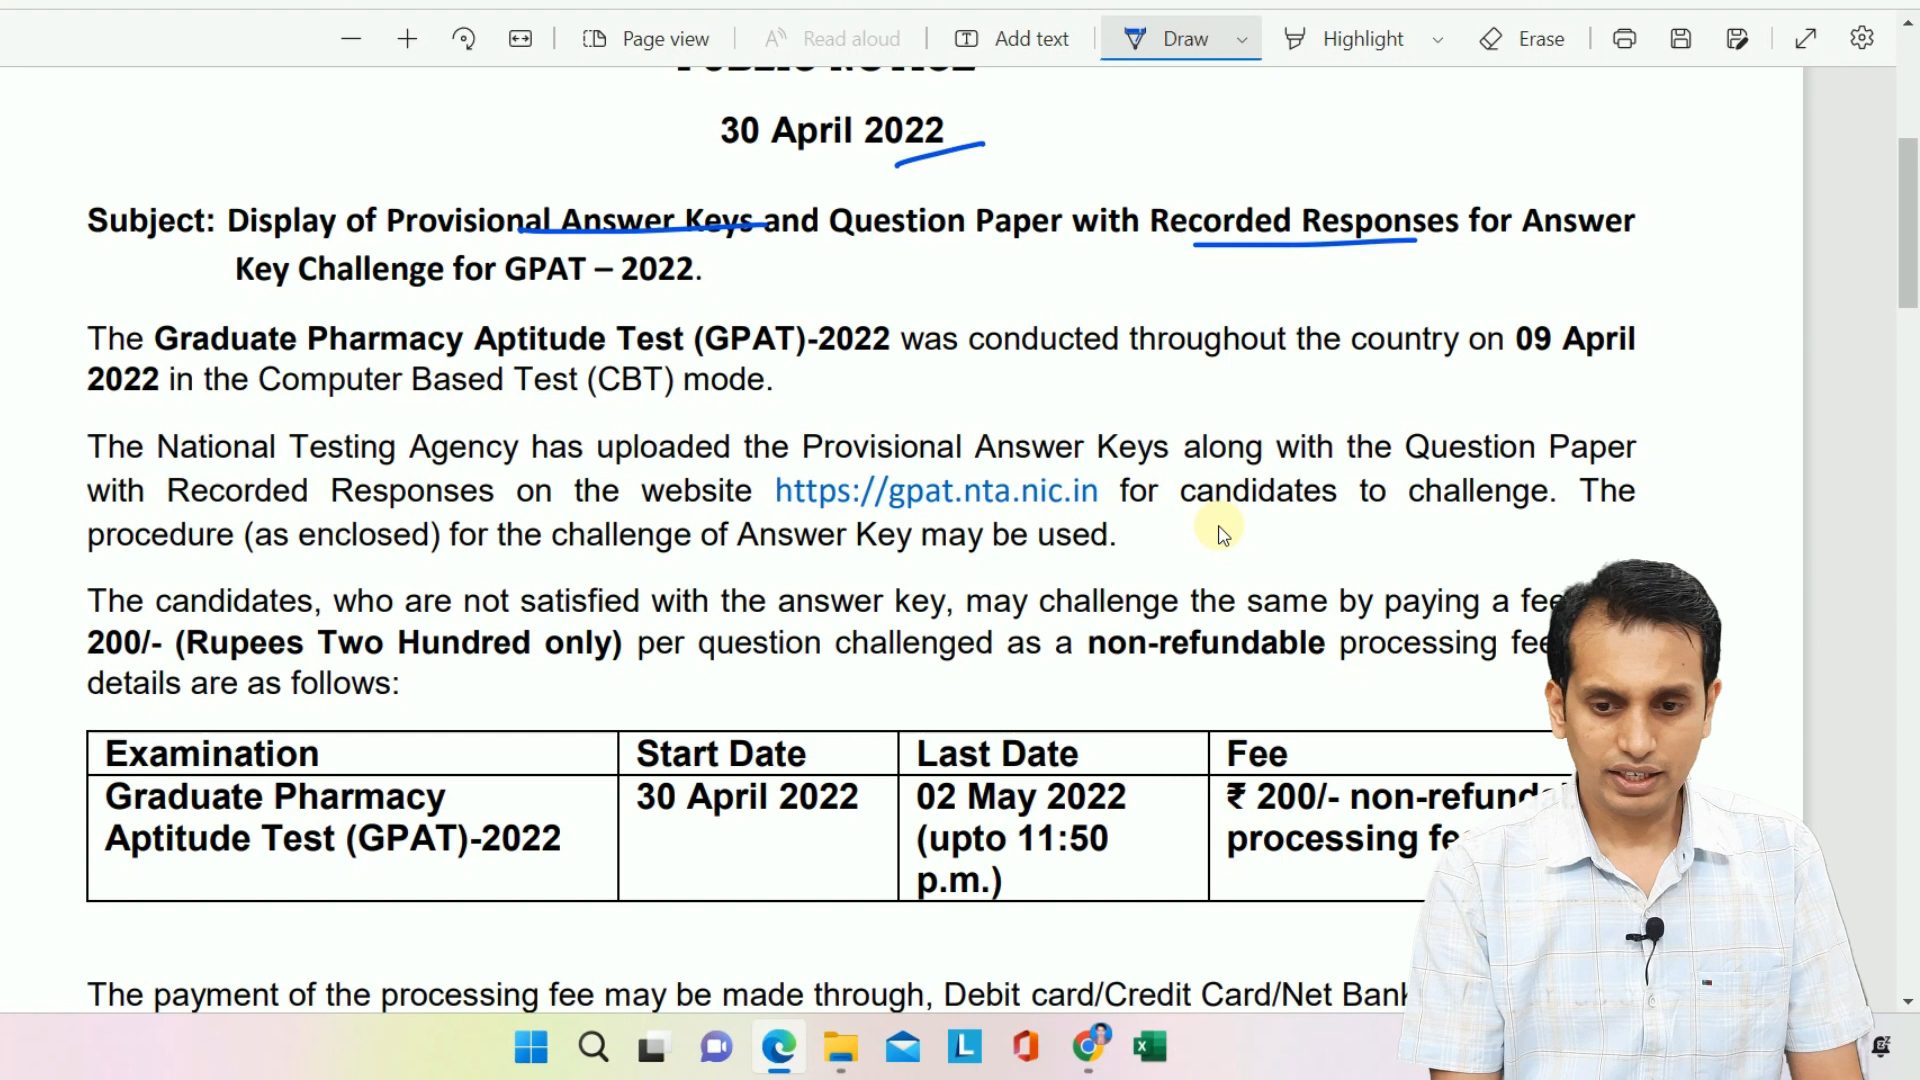 Page view
Read aloud
Add text
Draw
Highlight
Erase
PUBLIC NOTICE
30 April 2022
Subject: Display of Provisional Answer Keys and Question Paper with Recorded Responses for Answer
Key Challenge for GPAT – 2022.
The Graduate Pharmacy Aptitude Test (GPAT)-2022 was conducted throughout the country on 09 April
2022 in the Computer Based Test (CBT) mode.
The National Testing Agency has uploaded the Provisional Answer Keys along with the Question Paper
with Recorded Responses on the website https://gpat.nta.nic.in for candidates to challenge. The
procedure (as enclosed) for the challenge of Answer Key may be used.
The candidates, who are not satisfied with the answer key, may challenge the same by paying a fee
200/- (Rupees Two Hundred only) per question challenged as a non-refundable processing fee
details are as follows:
Examination Start Date Last Date Fee
Graduate Pharmacy 30 April 2022 02 May 2022 ₹ 200/- non-refunda
Aptitude Test (GPAT)-2022 (upto 11:50 processing fe
p.m.)
The payment of the processing fee may be made through, Debit card/Credit Card/Net Bank